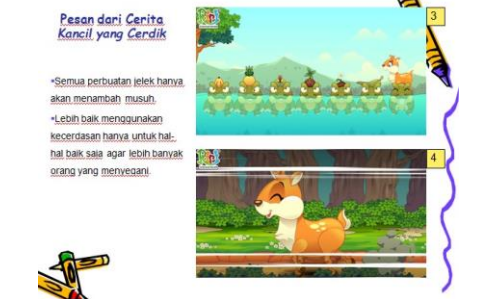 Pesan dari Cerita
Kancil yang Cerdik
•Semua perbuatan jelek hanya
akan menambah musuh.
•Lebih baik menggunakan
kecerdasan hanya untuk hal-
hal baik saja agar lebih banyak
orang yang menyegani.
3
4